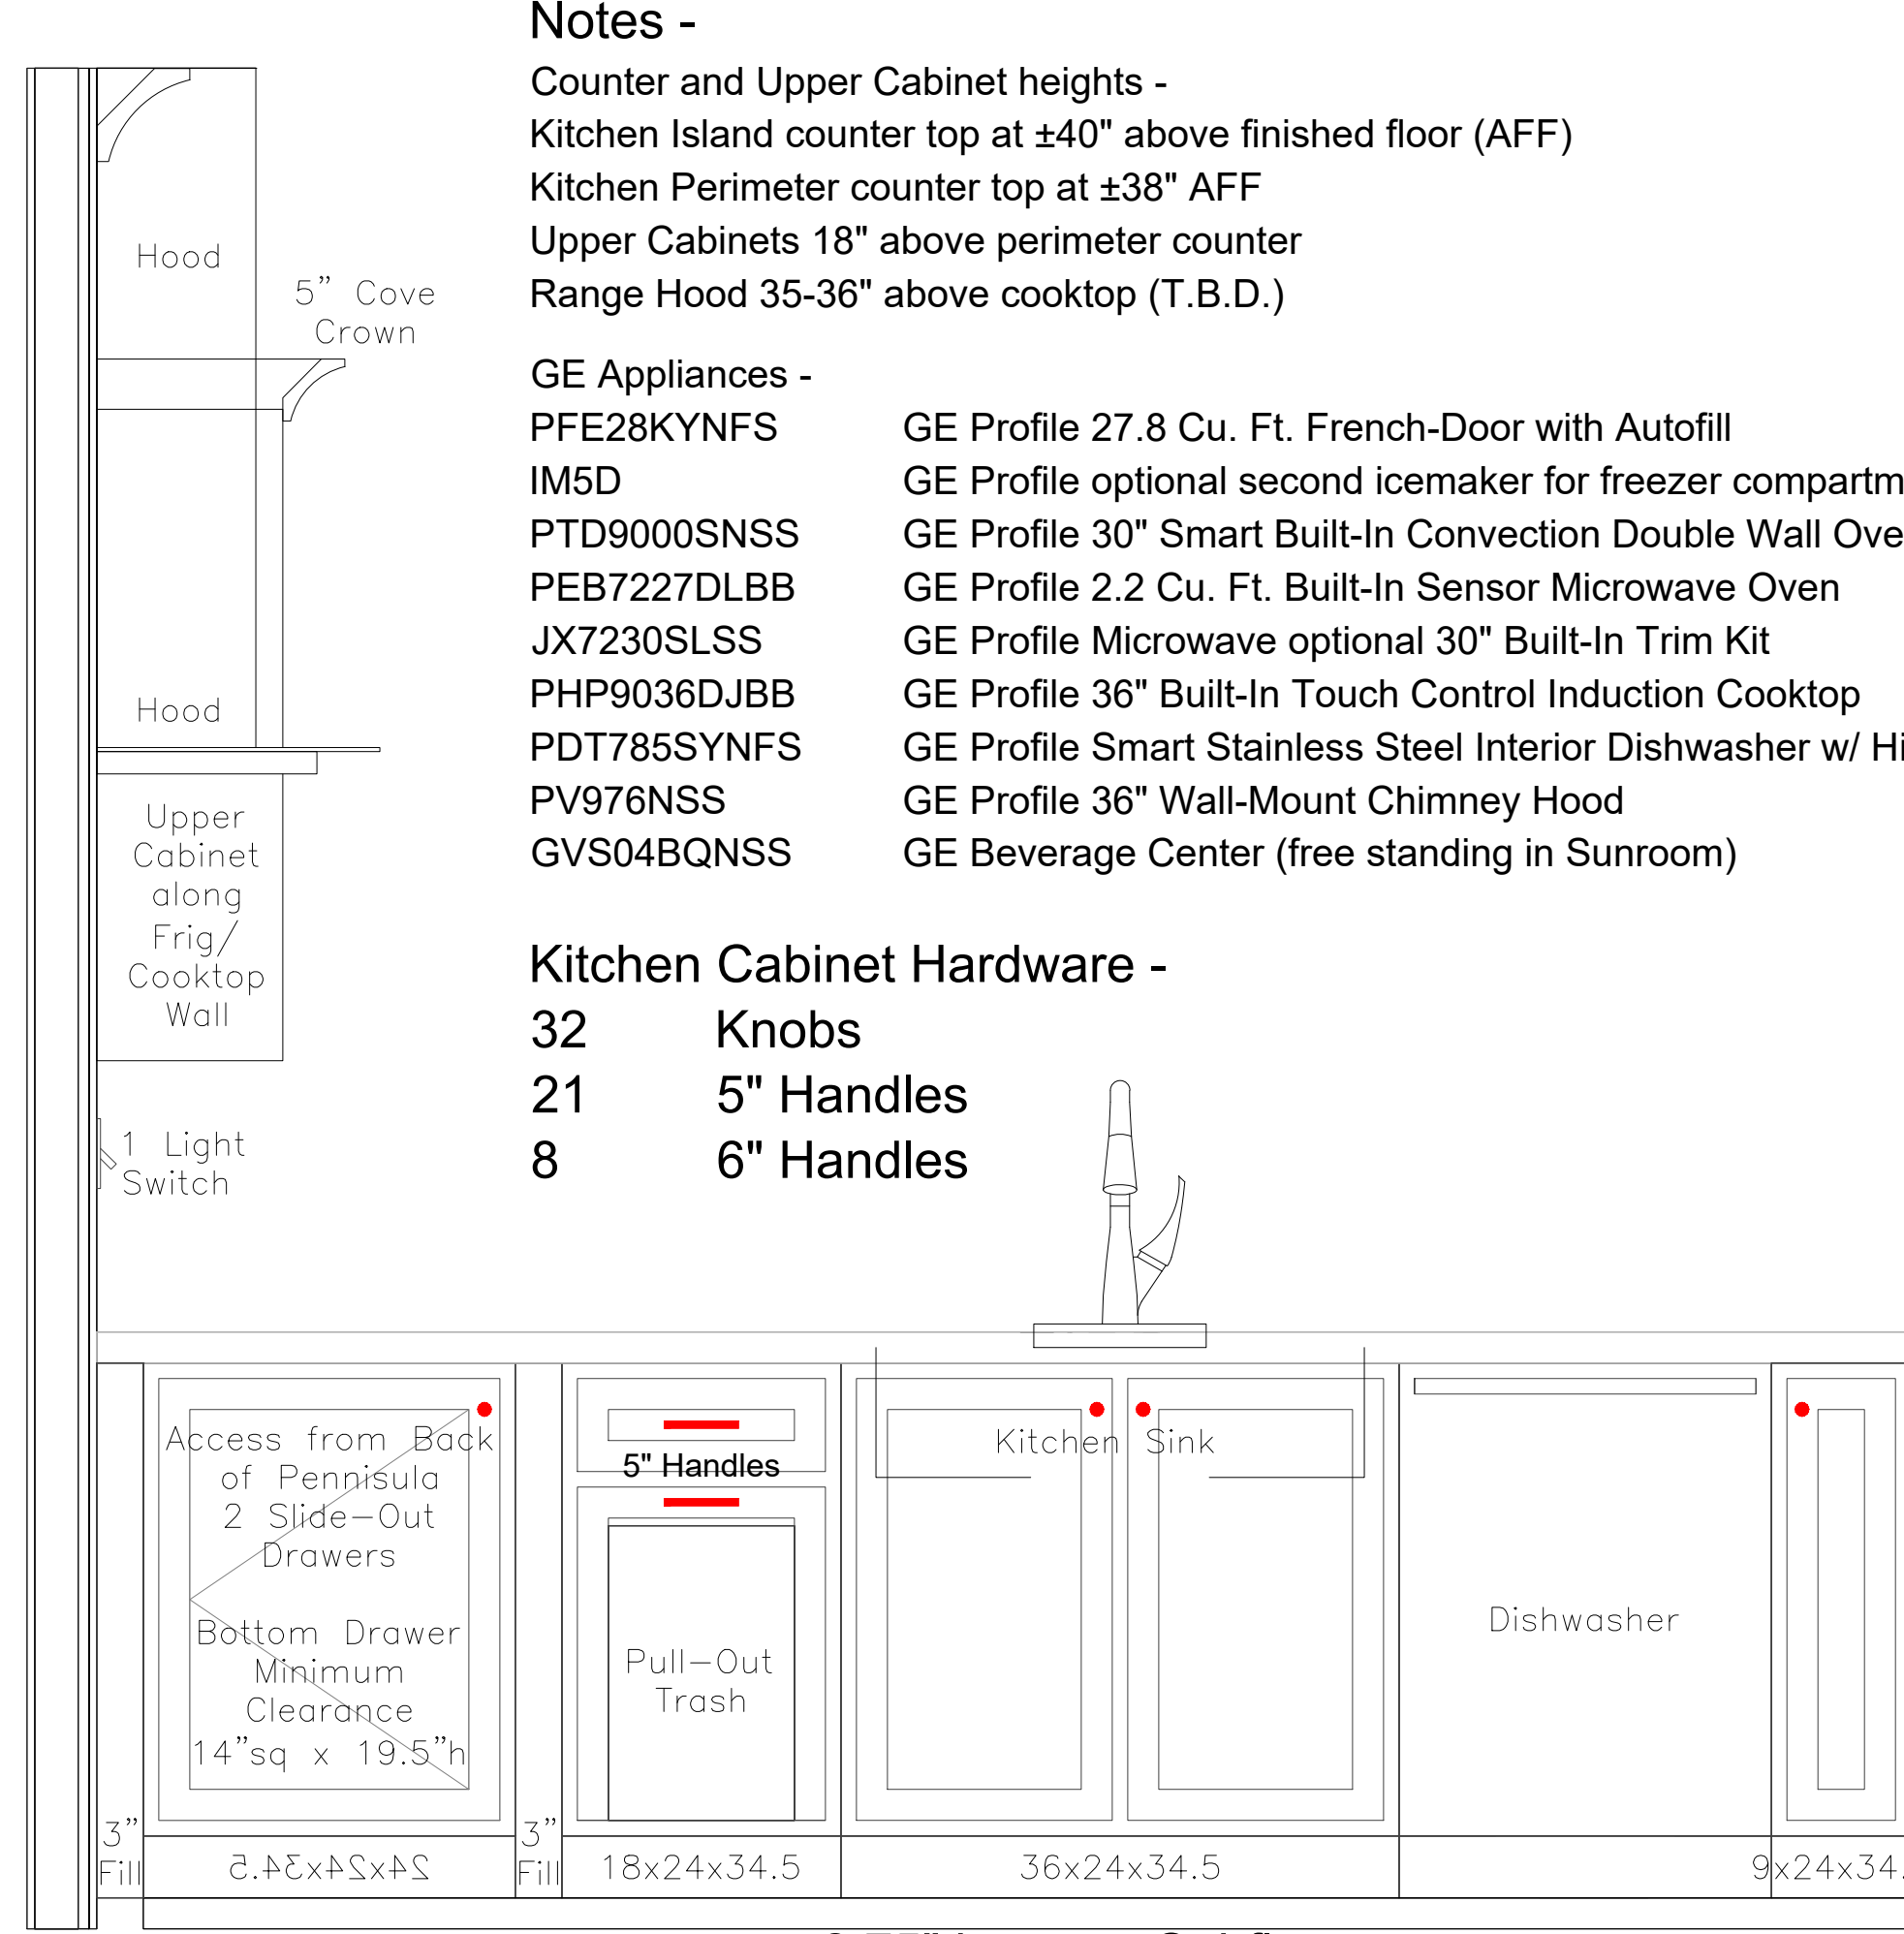 Notes -
Counter and Upper Cabinet heights -
Kitchen Island counter top at ±40" above finished floor (AFF)
Kitchen Perimeter counter top at ±38" AFF
Upper Cabinets 18" above perimeter counter
Range Hood 35-36" above cooktop (T.B.D.)
GE Appliances -
PFE28KYNFS GE Profile 27.8 Cu. Ft. French-Door with Autofill
IM5D GE Profile optional second icemaker for freezer compartm
PTD9000SNSS GE Profile 30" Smart Built-In Convection Double Wall Ove
PEB7227DLBB GE Profile 2.2 Cu. Ft. Built-In Sensor Microwave Oven
JX7230SLSS GE Profile Microwave optional 30" Built-In Trim Kit
PHP9036DJBB GE Profile 36" Built-In Touch Control Induction Cooktop
PDT785SYNFS GE Profile Smart Stainless Steel Interior Dishwasher w/ Hi
PV976NSS GE Profile 36" Wall-Mount Chimney Hood
GVS04BQNSS GE Beverage Center (free standing in Sunroom)
Kitchen Cabinet Hardware -
32 Knobs
21 5" Handles
8 6" Handles
Hood
5" Cove
Crown
Hood
Upper
Cabinet
along
Frig/
Cooktop
Wall
1 Light
Switch
Access from Back
of Pennisula
2 Slide-Out
Drawers
Bottom Drawer
Minimum
Clearance
14"sq x 19.5"h
5" Handles
Pull-Out
Trash
Kitchen Sink
Dishwasher
3"
Fill
24x24x34.5
3"
Fill
18x24x34.5
36x24x34.5
9x24x34.